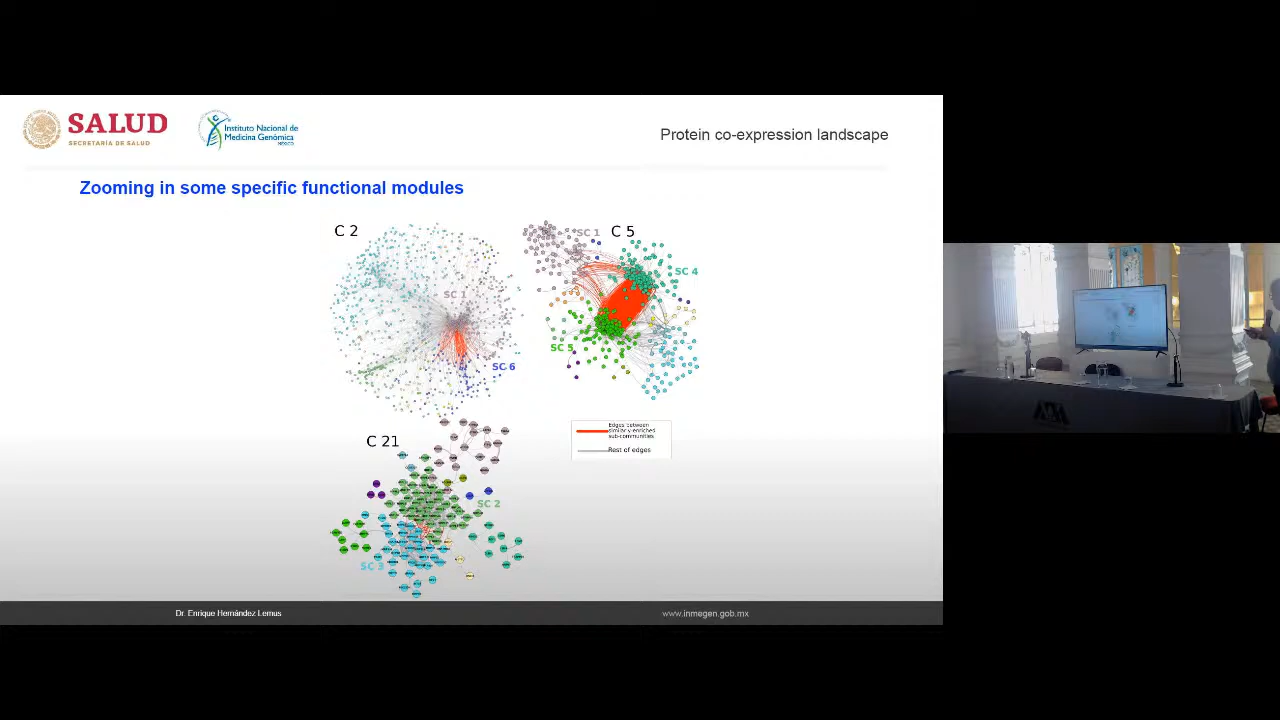 SALUD
SECRETARÍA DE SALUD
Instituto Nacional de
Medicina Genómica
MÉXICO
Protein co-expression landscape
Zooming in some specific functional modules
C 2
SC 1
SC 6
SC 1
C 5
SC 4
SC 5
C 21
SC 2
SC 3
Edges between
similarly enriched
sub-communities
Rest of edges
Dr. Enrique Hernández Lemus
www.inmegen.gob.mx